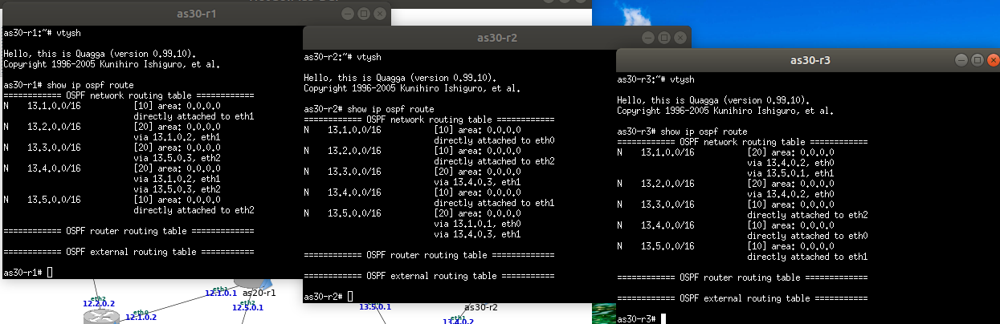 as30-r1
as30-r1:~# vtysh
Hello, this is Quagga (version 0.99.10).
Copyright 1996-2005 Kunihiro Ishiguro, et al.
as30-r1# show ip ospf route
============ OSPF network routing table ============
N    13.1.0.0/16           [10] area: 0.0.0.0
                           directly attached to eth1
N    13.2.0.0/16           [20] area: 0.0.0.0
                           via 13.1.0.2, eth1
N    13.3.0.0/16           [20] area: 0.0.0.0
                           via 13.5.0.3, eth2
N    13.4.0.0/16           [20] area: 0.0.0.0
                           via 13.1.0.2, eth1
                           via 13.5.0.3, eth2
N    13.5.0.0/16           [10] area: 0.0.0.0
                           directly attached to eth2
============ OSPF router routing table =============
============ OSPF external routing table ===========
as30-r1#
as30-r2
as30-r2:~# vtysh
Hello, this is Quagga (version 0.99.10).
Copyright 1996-2005 Kunihiro Ishiguro, et al.
as30-r2# show ip ospf route
============ OSPF network routing table ============
N    13.1.0.0/16           [10] area: 0.0.0.0
                           directly attached to eth0
N    13.2.0.0/16           [10] area: 0.0.0.0
                           directly attached to eth2
N    13.3.0.0/16           [20] area: 0.0.0.0
                           via 13.4.0.3, eth1
N    13.4.0.0/16           [10] area: 0.0.0.0
                           directly attached to eth1
N    13.5.0.0/16           [20] area: 0.0.0.0
                           via 13.1.0.1, eth0
                           via 13.4.0.3, eth1
============ OSPF router routing table =============
============ OSPF external routing table ===========
as30-r2#
as30-r3
as30-r3:~# vtysh
Hello, this is Quagga (version 0.99.10).
Copyright 1996-2005 Kunihiro Ishiguro, et al.
as30-r3# show ip ospf route
============ OSPF network routing table ============
N    13.1.0.0/16           [20] area: 0.0.0.0
                           via 13.4.0.2, eth0
                           via 13.5.0.1, eth1
N    13.2.0.0/16           [20] area: 0.0.0.0
                           via 13.4.0.2, eth0
N    13.3.0.0/16           [10] area: 0.0.0.0
                           directly attached to eth2
N    13.4.0.0/16           [10] area: 0.0.0.0
                           directly attached to eth0
N    13.5.0.0/16           [10] area: 0.0.0.0
                           directly attached to eth1
============ OSPF router routing table =============
============ OSPF external routing table ===========
as30-r3#
eth1
12.1.0.1
as20-r1
eth2
12.2.0.2
eth2
12.5.0.1
eth0
12.1.0.2
13.5.0.1
as30-r2
eth1
13.4.0.2